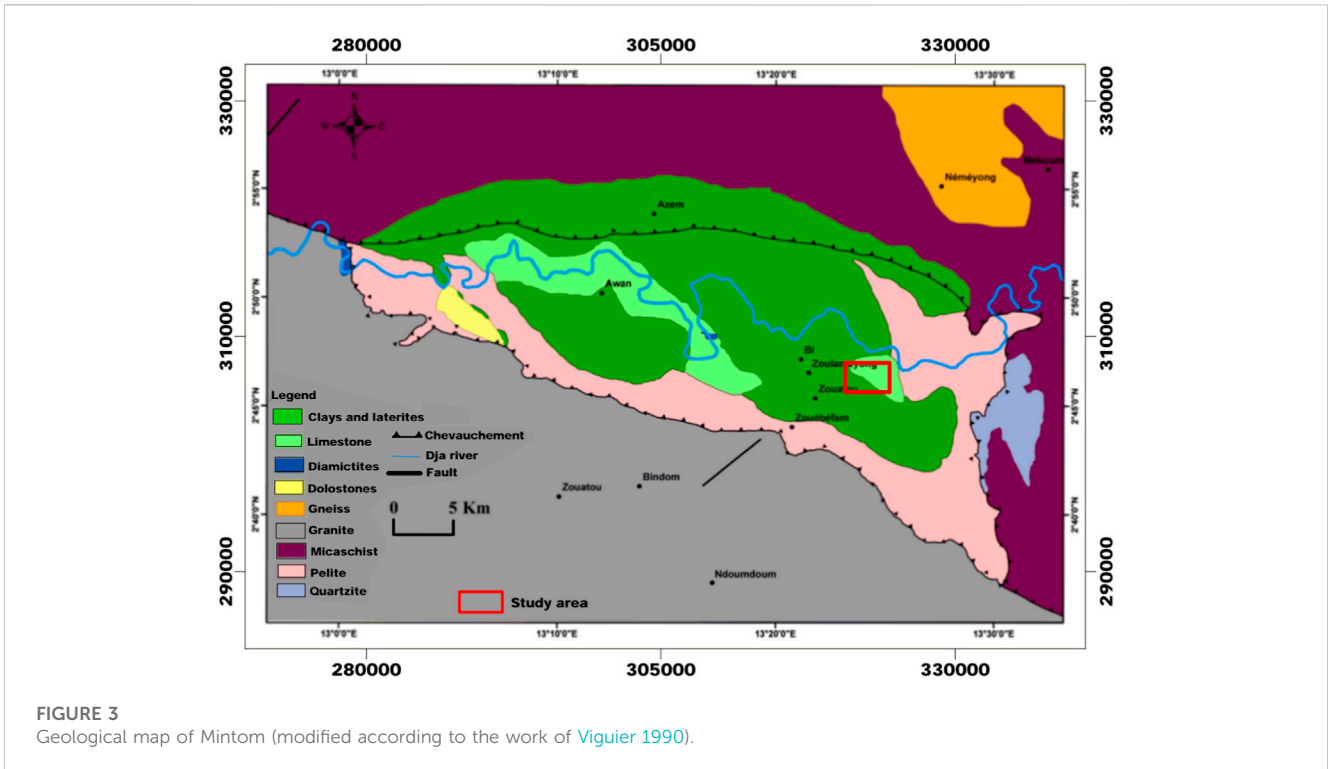 280000 305000 330000
13°0'0"E 13°10'0"E 13°20'0"E 13°30'0"E
330000 330000
N
W E
S
Mekoum
Néméyong
2°55'0"N 2°55'0"N
Azem
2°50'0"N 2°50'0"N
Awan
310000 310000
Bi
2°45'0"N 2°45'0"N
Zouébéfam
Legend
Clays and laterites
Limestone
Chevauchement
Diamictites
Dja river
Dolostones
Fault
Gneiss
Granite
Micaschist
Pelite
Quartzite
0 5 Km
Zouatou
Bindom
2°40'0"N 2°40'0"N
290000 290000
Ndoumdoum
Study area
13°0'0"E 13°10'0"E 13°20'0"E 13°30'0"E
280000 305000 330000
FIGURE 3
Geological map of Mintom (modified according to the work of Viguier 1990).